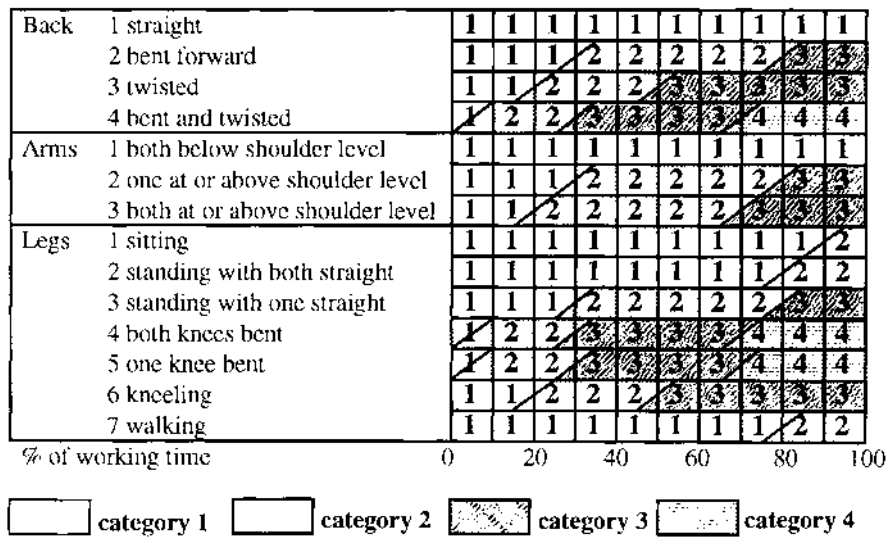 Back 1 straight 1 1 1 1 1 1 1 1 1 1
2 bent forward 1 1 1 2 2 2 2 2 3 3
3 twisted 1 1 2 2 2 3 3 3 3 3
4 bent and twisted 1 2 2 3 3 3 3 4 4 4
Arms 1 both below shoulder level 1 1 1 1 1 1 1 1 1 1
2 one at or above shoulder level 1 1 1 2 2 2 2 2 3 3
3 both at or above shoulder level 1 1 2 2 2 2 2 3 3 3
Legs 1 sitting 1 1 1 1 1 1 1 1 1 2
2 standing with both straight 1 1 1 1 1 1 1 1 2 2
3 standing with one straight 1 1 1 2 2 2 2 2 3 3
4 both knees bent 1 2 2 3 3 3 3 4 4 4
5 one knee bent 1 2 2 3 3 3 3 4 4 4
6 kneeling 1 1 2 2 2 3 3 3 3 3
7 walking 1 1 1 1 1 1 1 1 2 2
% of working time 0 20 40 60 80 100
category 1 category 2 category 3 category 4